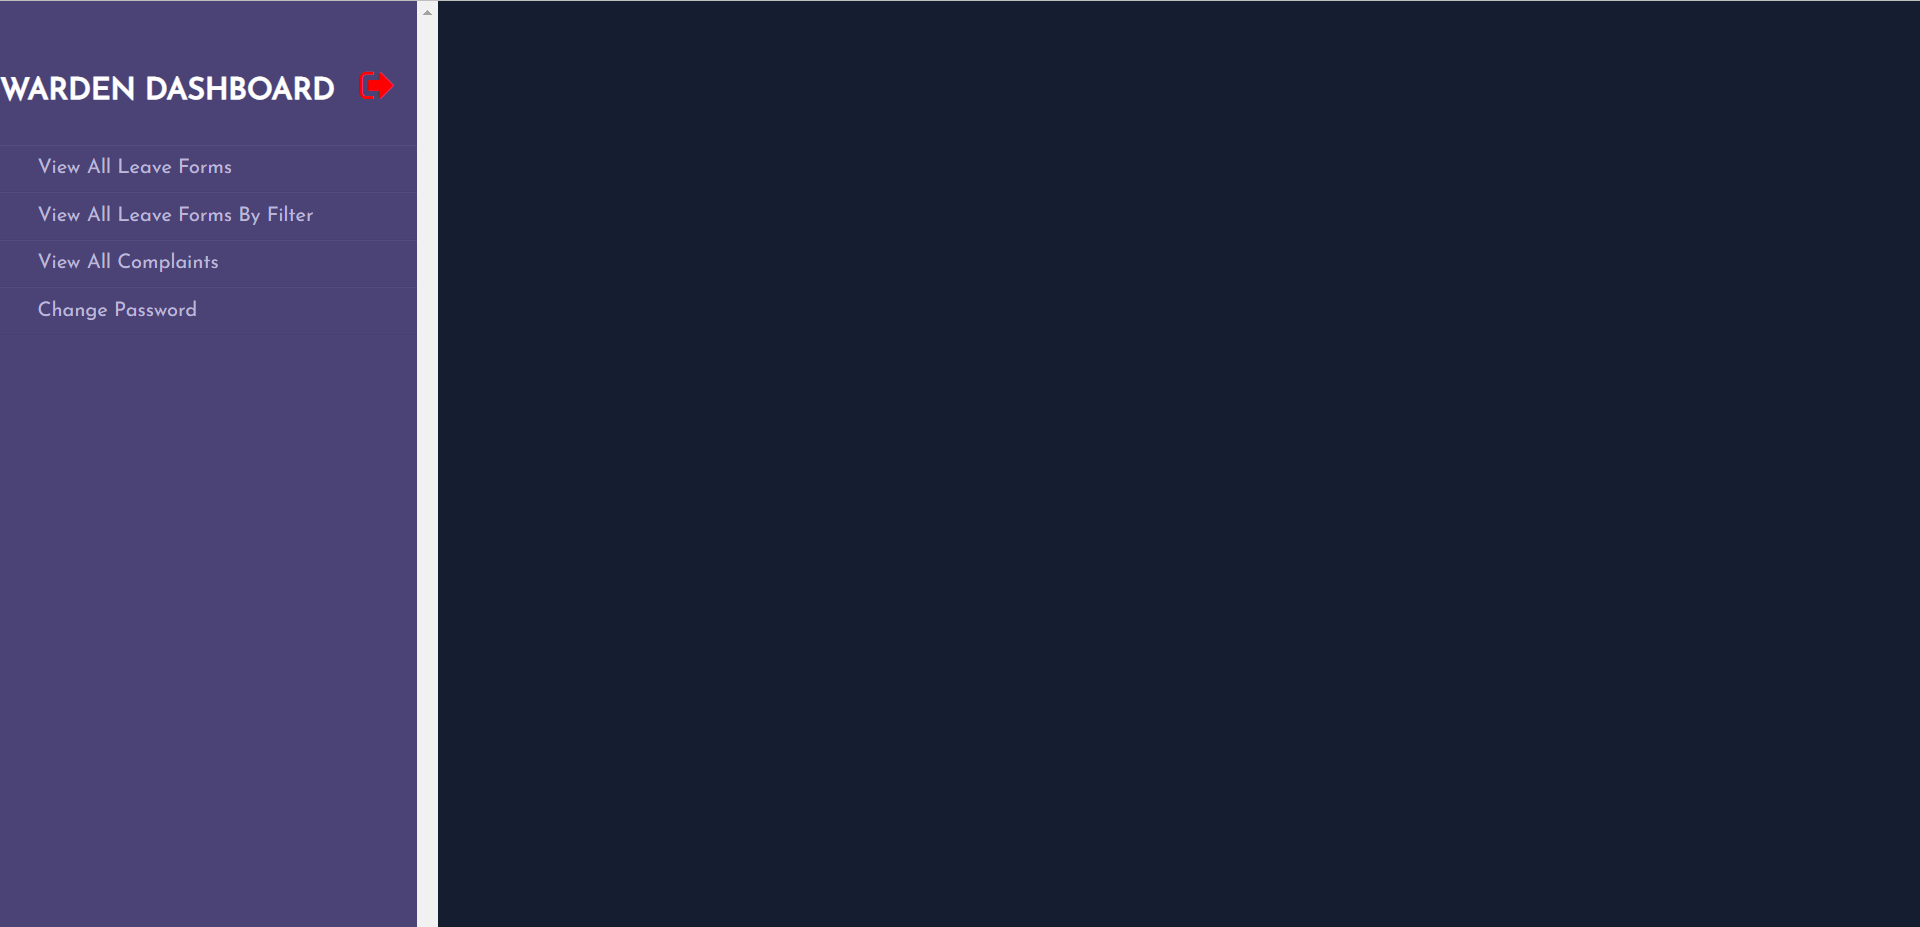 WARDEN DASHBOARD
View All Leave Forms
View All Leave Forms By Filter
View All Complaints
Change Password